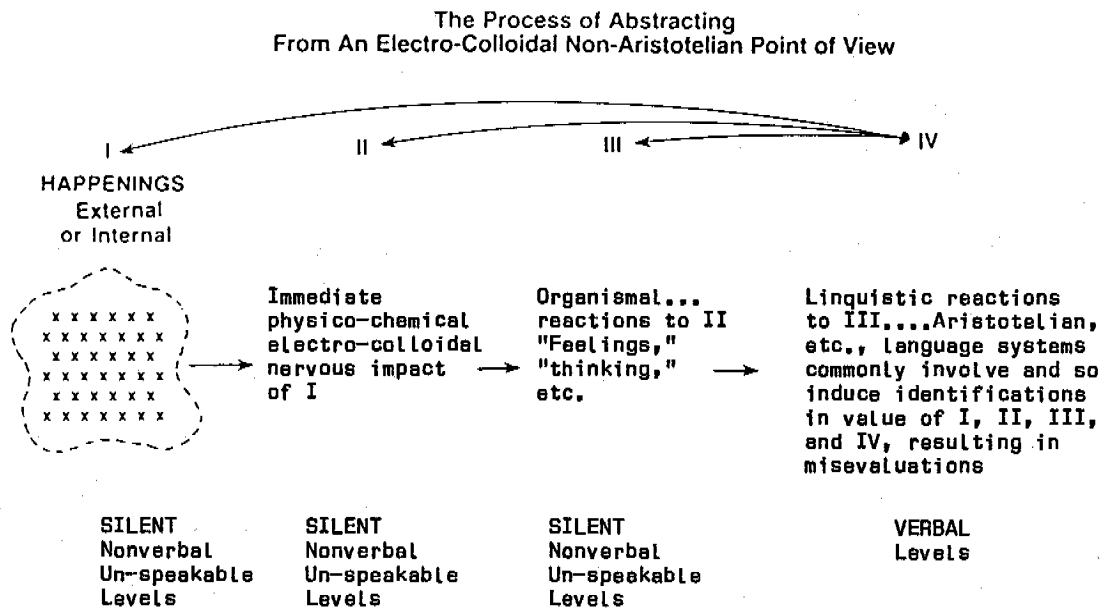 The Process of Abstracting
From An Electro-Colloidal Non-Aristotelian Point of View
I
II
III
IV
HAPPENINGS
External
or Internal
x x x x x x
x x x x x x
x x x x x x
x x x x x x
x x x x x x
x x x x x x
Immediate
physico-chemical
electro-colloidal
nervous impact
of I
Organismal...
reactions to II
"Feelings,"
"thinking,"
etc.
Linquistic reactions
to III....Aristotelian,
etc., language systems
commonly involve and so
induce identifications
in value of I, II, III,
and IV, resulting in
misevaluations
SILENT
Nonverbal
Un-speakable
Levels
SILENT
Nonverbal
Un-speakable
Levels
SILENT
Nonverbal
Un-speakable
Levels
VERBAL
Levels